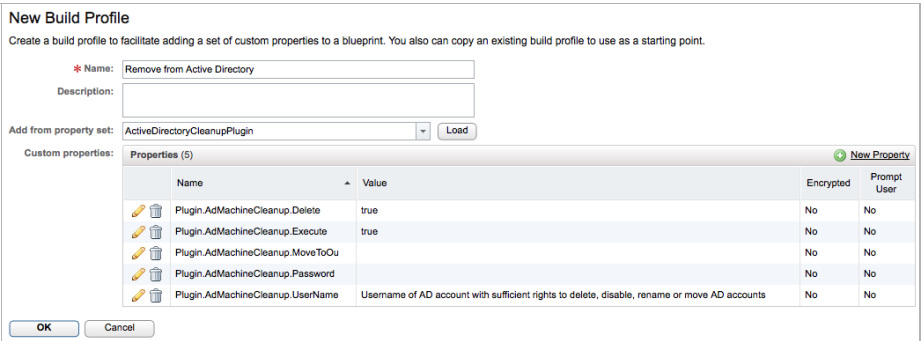 New Build Profile
Create a build profile to facilitate adding a set of custom properties to a blueprint. You also can copy an existing build profile to use as a starting point.
* Name: Remove from Active Directory
Description:
Add from property set: ActiveDirectoryCleanupPlugin Load
Custom properties: Properties (5) New Property
Name Value Encrypted Prompt User
Plugin.AdMachineCleanup.Delete true No No
Plugin.AdMachineCleanup.Execute true No No
Plugin.AdMachineCleanup.MoveToOu No No
Plugin.AdMachineCleanup.Password No No
Plugin.AdMachineCleanup.UserName Username of AD account with sufficient rights to delete, disable, rename or move AD accounts No No
OK Cancel